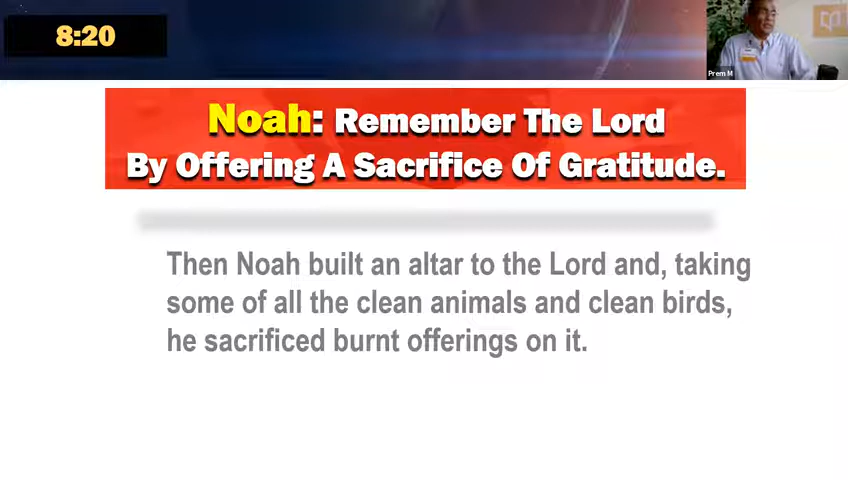 8:20
Prem M
Noah: Remember The Lord
By Offering A Sacrifice Of Gratitude.
Then Noah built an altar to the Lord and, taking
some of all the clean animals and clean birds,
he sacrificed burnt offerings on it.